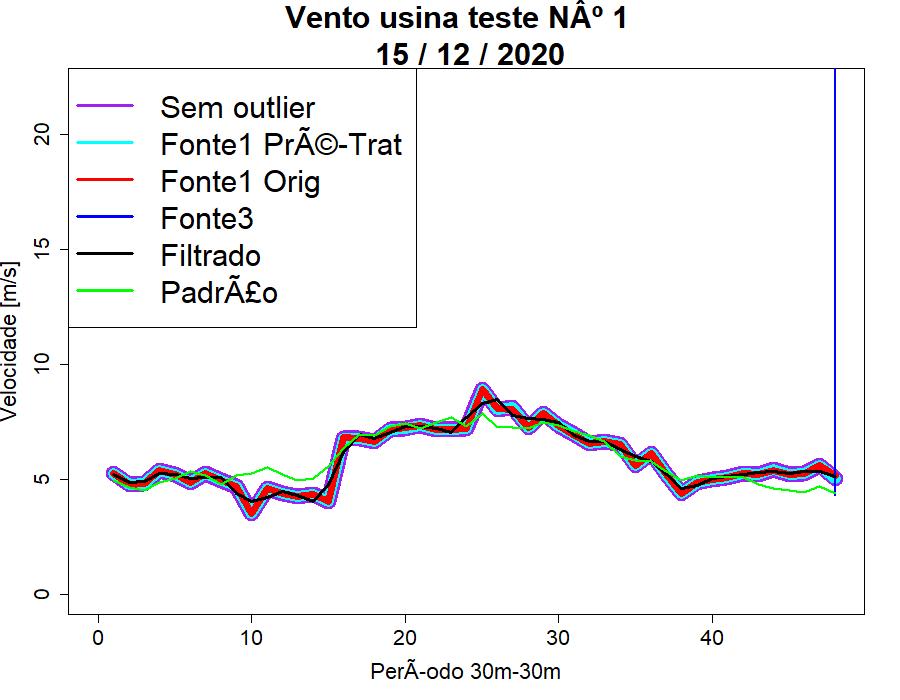 Vento usina teste NÂº 1
15 / 12 / 2020
Sem outlier
Fonte1 PrÃ©-Trat
Fonte1 Orig
Fonte3
Filtrado
PadrÃ£o
Velocidade [m/s]
20
15
10
5
0
0 10 20 30 40
PerÃ-odo 30m-30m